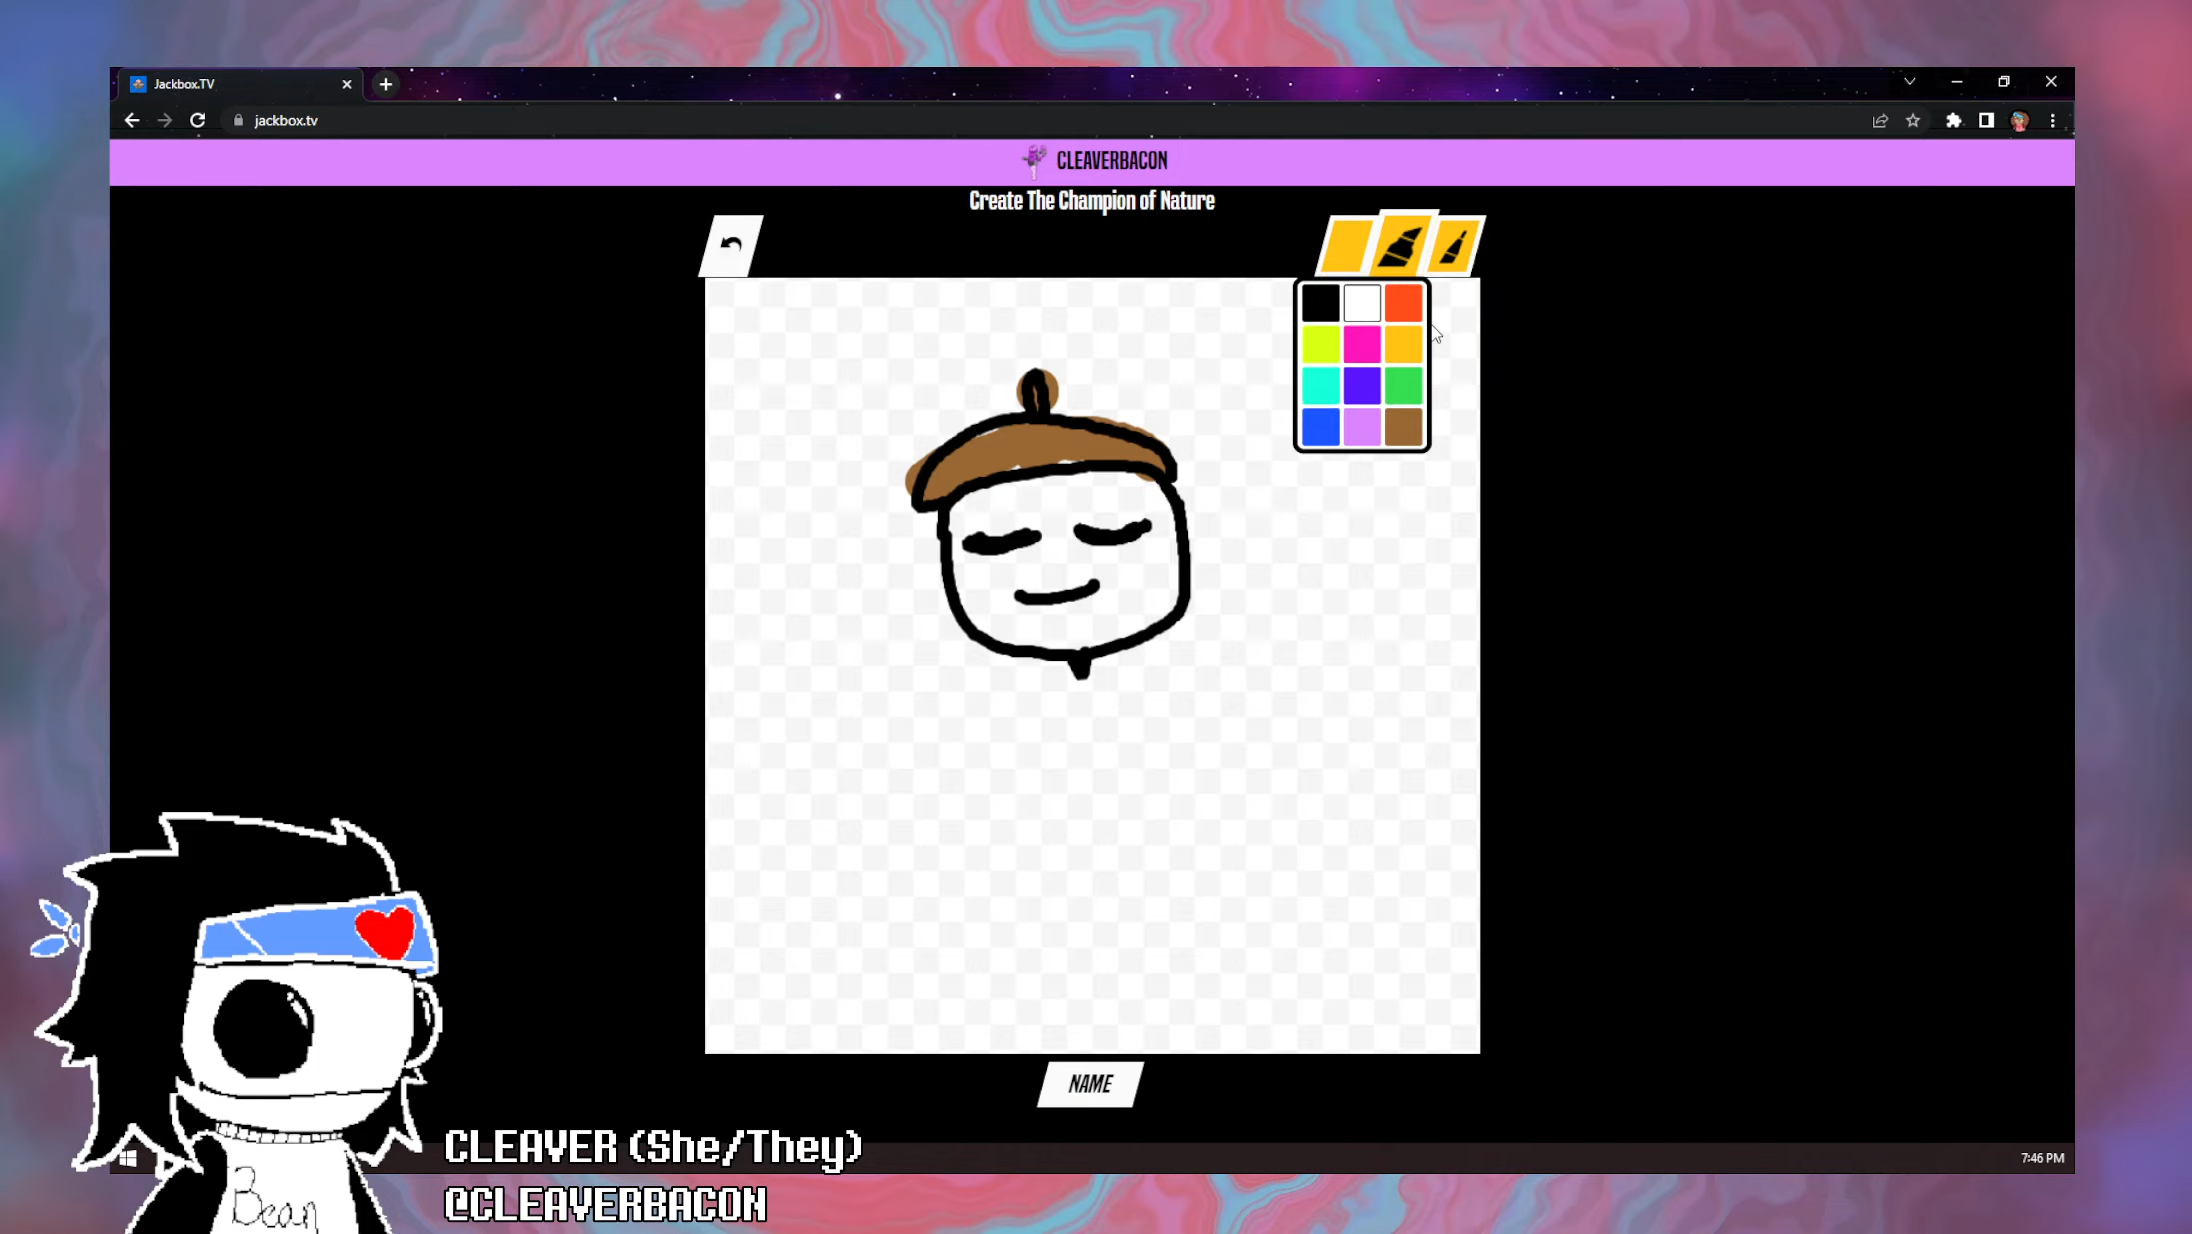 Jackbox.TV
jackbox.tv
CLEAVERBACON
Create The Champion of Nature
NAME
Bean
CLEAVER (She/They)
@CLEAVERBACON
7:46 PM